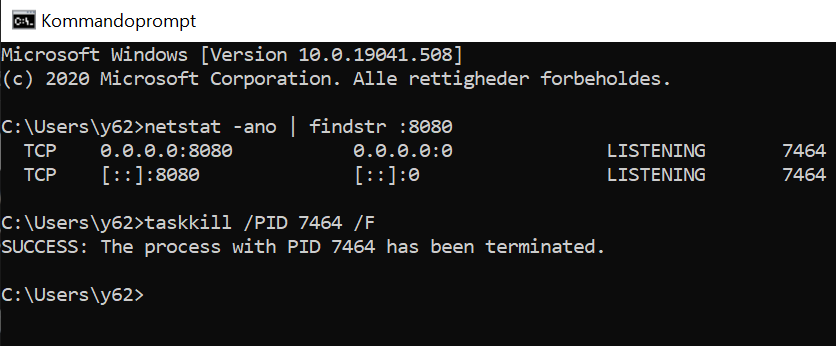 Kommandoprompt
Microsoft Windows [Version 10.0.19041.508]
(c) 2020 Microsoft Corporation. Alle rettigheder forbeholdes.
C:\Users\y62>netstat -ano | findstr :8080
  TCP    0.0.0.0:8080           0.0.0.0:0              LISTENING       7464
  TCP    [::]:8080              [::]:0                 LISTENING       7464
C:\Users\y62>taskkill /PID 7464 /F
SUCCESS: The process with PID 7464 has been terminated.
C:\Users\y62>